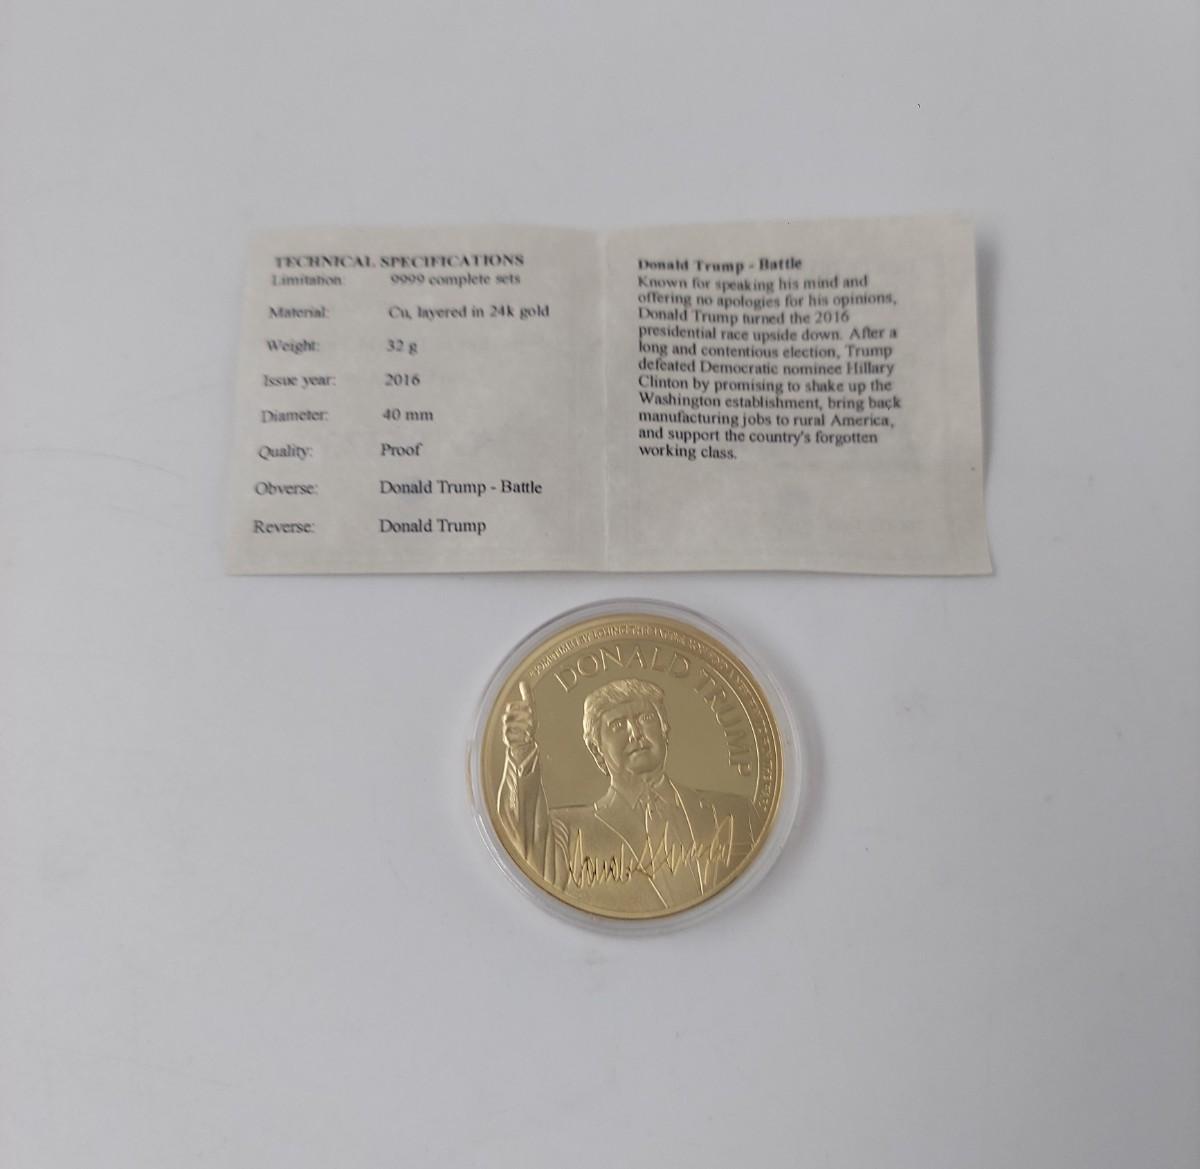 TECHNICAL SPECIFICATIONS
Limitation: 9999 complete sets
Material: Cu, layered in 24k gold
Weight: 32 g
Issue year: 2016
Diameter: 40 mm
Quality: Proof
Obverse: Donald Trump - Battle
Reverse: Donald Trump
Donald Trump - Battle
Known for speaking his mind and
offering no apologies for his opinions,
Donald Trump turned the 2016
presidential race upside down. After a
long and contentious election, Trump
defeated Democratic nominee Hillary
Clinton by promising to shake up the
Washington establishment, bring back
manufacturing jobs to rural America,
and support the country's forgotten
working class.
SOMETIMES BY LOSING
DONALD TRUMP